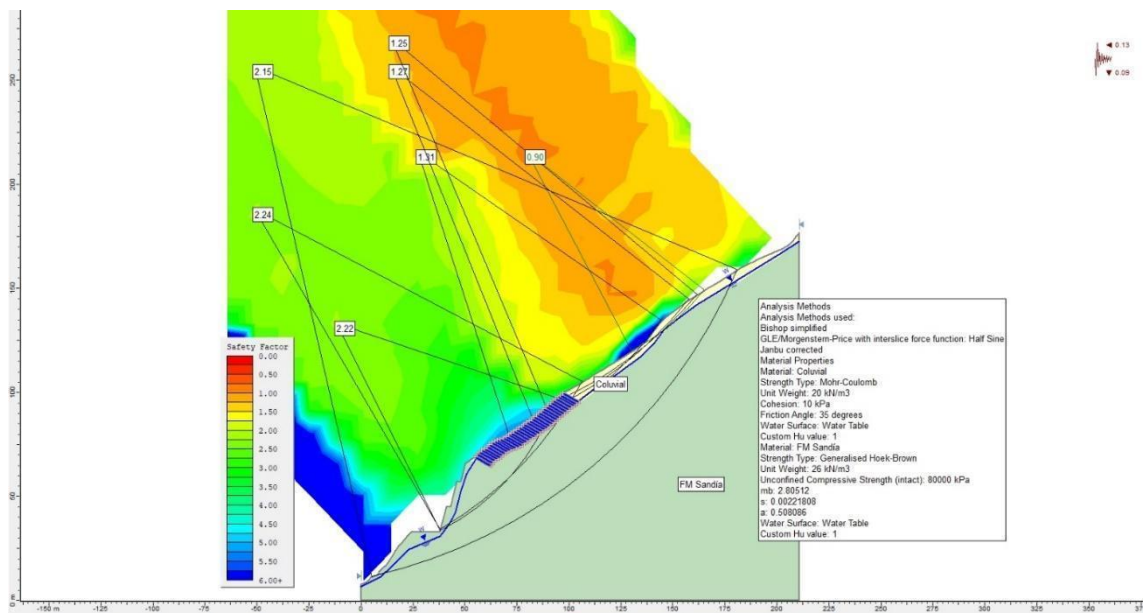 0.13
0.09
1.25
2.15
1.27
1.31
0.90
2.24
2.22
Coluvial
FM Sandía
Safety Factor
0.00
0.50
1.00
1.50
2.00
2.50
3.00
3.50
4.00
4.50
5.00
5.50
6.00+
Analysis Methods
Analysis Methods used:
Bishop simplified
GLE/Morgenstern-Price with interslice force function: Half Sine
Janbu corrected
Material Properties
Material: Coluvial
Strength Type: Mohr-Coulomb
Unit Weight: 20 kN/m3
Cohesion: 10 kPa
Friction Angle: 35 degrees
Water Surface: Water Table
Custom Hu value: 1
Material: FM Sandía
Strength Type: Generalised Hoek-Brown
Unit Weight: 26 kN/m3
Unconfined Compressive Strength (intact): 80000 kPa
mb: 2.80512
s: 0.00221808
a: 0.508086
Water Surface: Water Table
Custom Hu value: 1
250
200
150
100
50
0 m
-150 m
-125
-100
-75
-50
-25
0
25
50
75
100
125
150
175
200
225
250
275
300
325
350